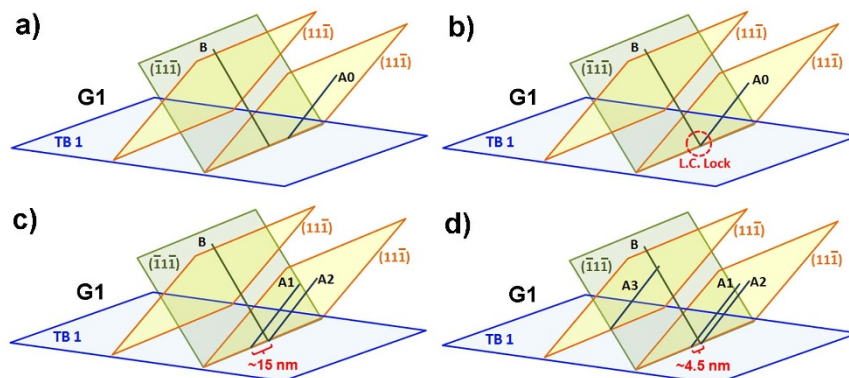 a)
B
(11̄1̄)
(1̄11̄)
(111̄)
A0
G1
TB 1
b)
B
(111̄)
(1̄11̄)
(111̄)
A0
G1
TB 1
L.C. Lock
c)
B
(111̄)
(1̄11̄)
(111̄)
A1
A2
G1
TB 1
~15 nm
d)
B
(111̄)
(1̄11̄)
(111̄)
A3
A1
A2
G1
TB 1
~4.5 nm